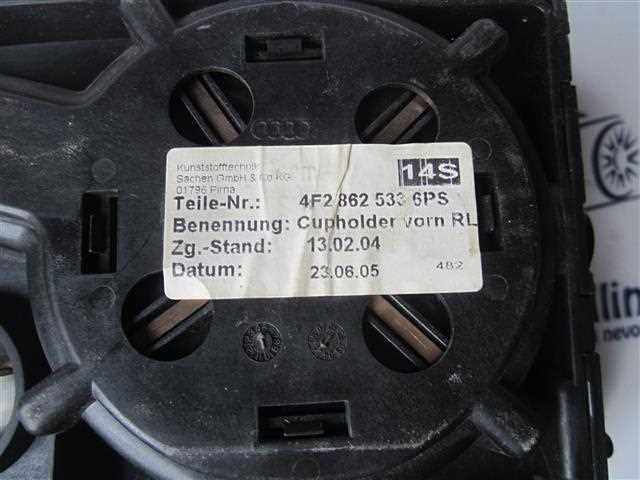 Kunststofftechnik
Sachen GmbH & Co KG
01796 Pirna
14S
Teile-Nr.: 4F2 862 533 6PS
Benennung: Cupholder vorn RL
Zg.-Stand: 13.02.04
Datum: 23.06.05 482